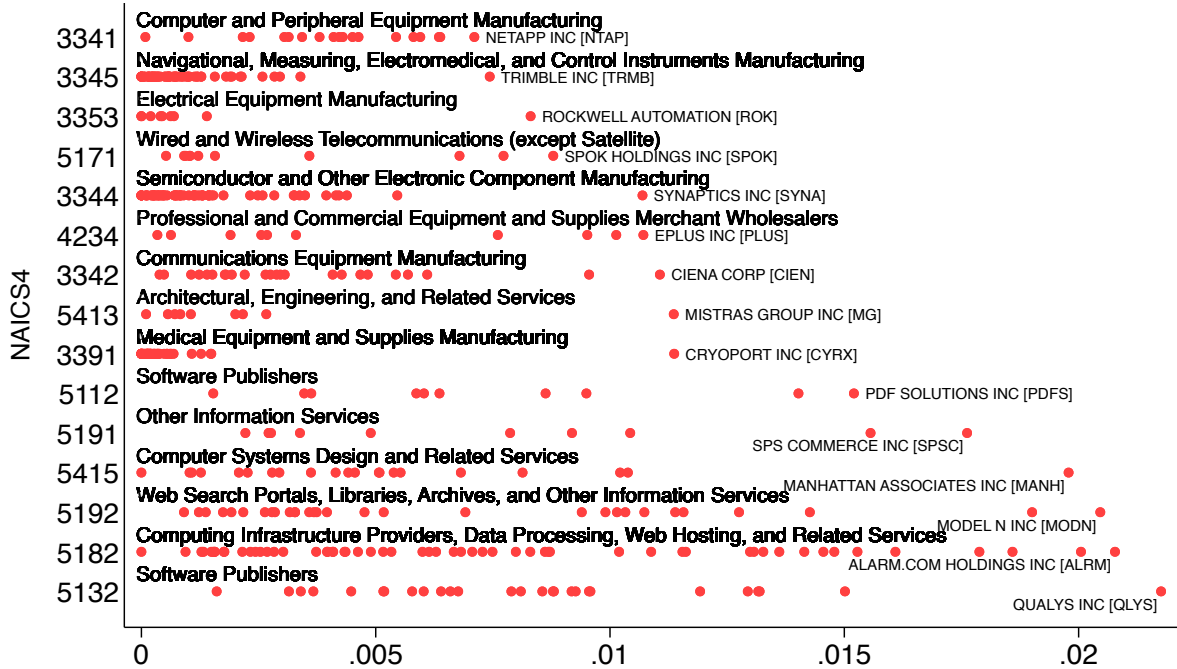 Computer and Peripheral Equipment Manufacturing
3341
NETAPP INC [NTAP]
Navigational, Measuring, Electromedical, and Control Instruments Manufacturing
3345
TRIMBLE INC [TRMB]
Electrical Equipment Manufacturing
3353
ROCKWELL AUTOMATION [ROK]
Wired and Wireless Telecommunications (except Satellite)
5171
SPOK HOLDINGS INC [SPOK]
Semiconductor and Other Electronic Component Manufacturing
3344
SYNAPTICS INC [SYNA]
Professional and Commercial Equipment and Supplies Merchant Wholesalers
4234
EPLUS INC [PLUS]
Communications Equipment Manufacturing
3342
CIENA CORP [CIEN]
Architectural, Engineering, and Related Services
5413
MISTRAS GROUP INC [MG]
Medical Equipment and Supplies Manufacturing
3391
CRYOPORT INC [CYRX]
Software Publishers
5112
PDF SOLUTIONS INC [PDFS]
Other Information Services
5191
SPS COMMERCE INC [SPSC]
Computer Systems Design and Related Services
5415
MANHATTAN ASSOCIATES INC [MANH]
Web Search Portals, Libraries, Archives, and Other Information Services
5192
MODEL N INC [MODN]
Computing Infrastructure Providers, Data Processing, Web Hosting, and Related Services
5182
ALARM.COM HOLDINGS INC [ALRM]
Software Publishers
5132
QUALYS INC [QLYS]
NAICS4
0 .005 .01 .015 .02